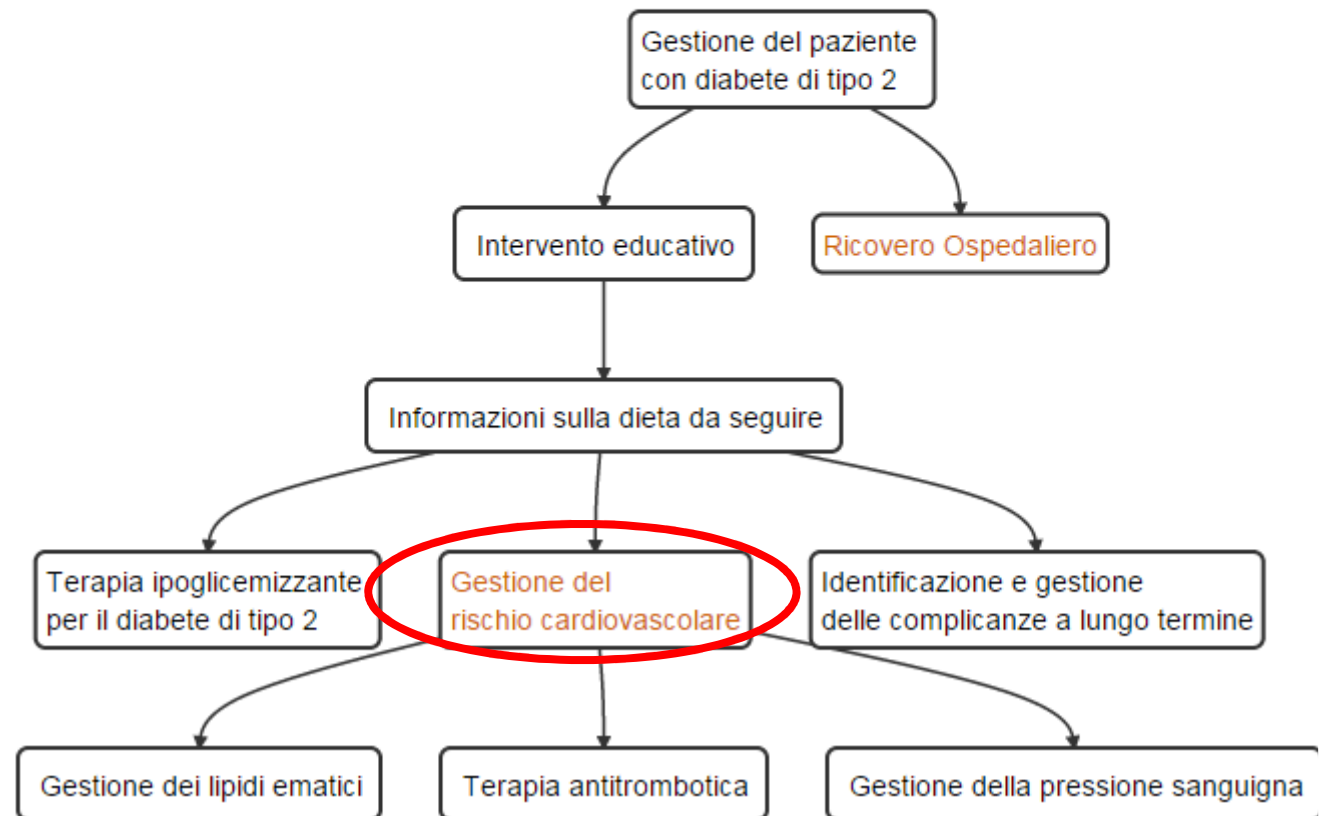 Gestione del paziente
con diabete di tipo 2
Intervento educativo
Ricovero Ospedaliero
Informazioni sulla dieta da seguire
Terapia ipoglicemizzante
per il diabete di tipo 2
Gestione del
rischio cardiovascolare
Identificazione e gestione
delle complicanze a lungo termine
Gestione dei lipidi ematici
Terapia antitrombotica
Gestione della pressione sanguigna